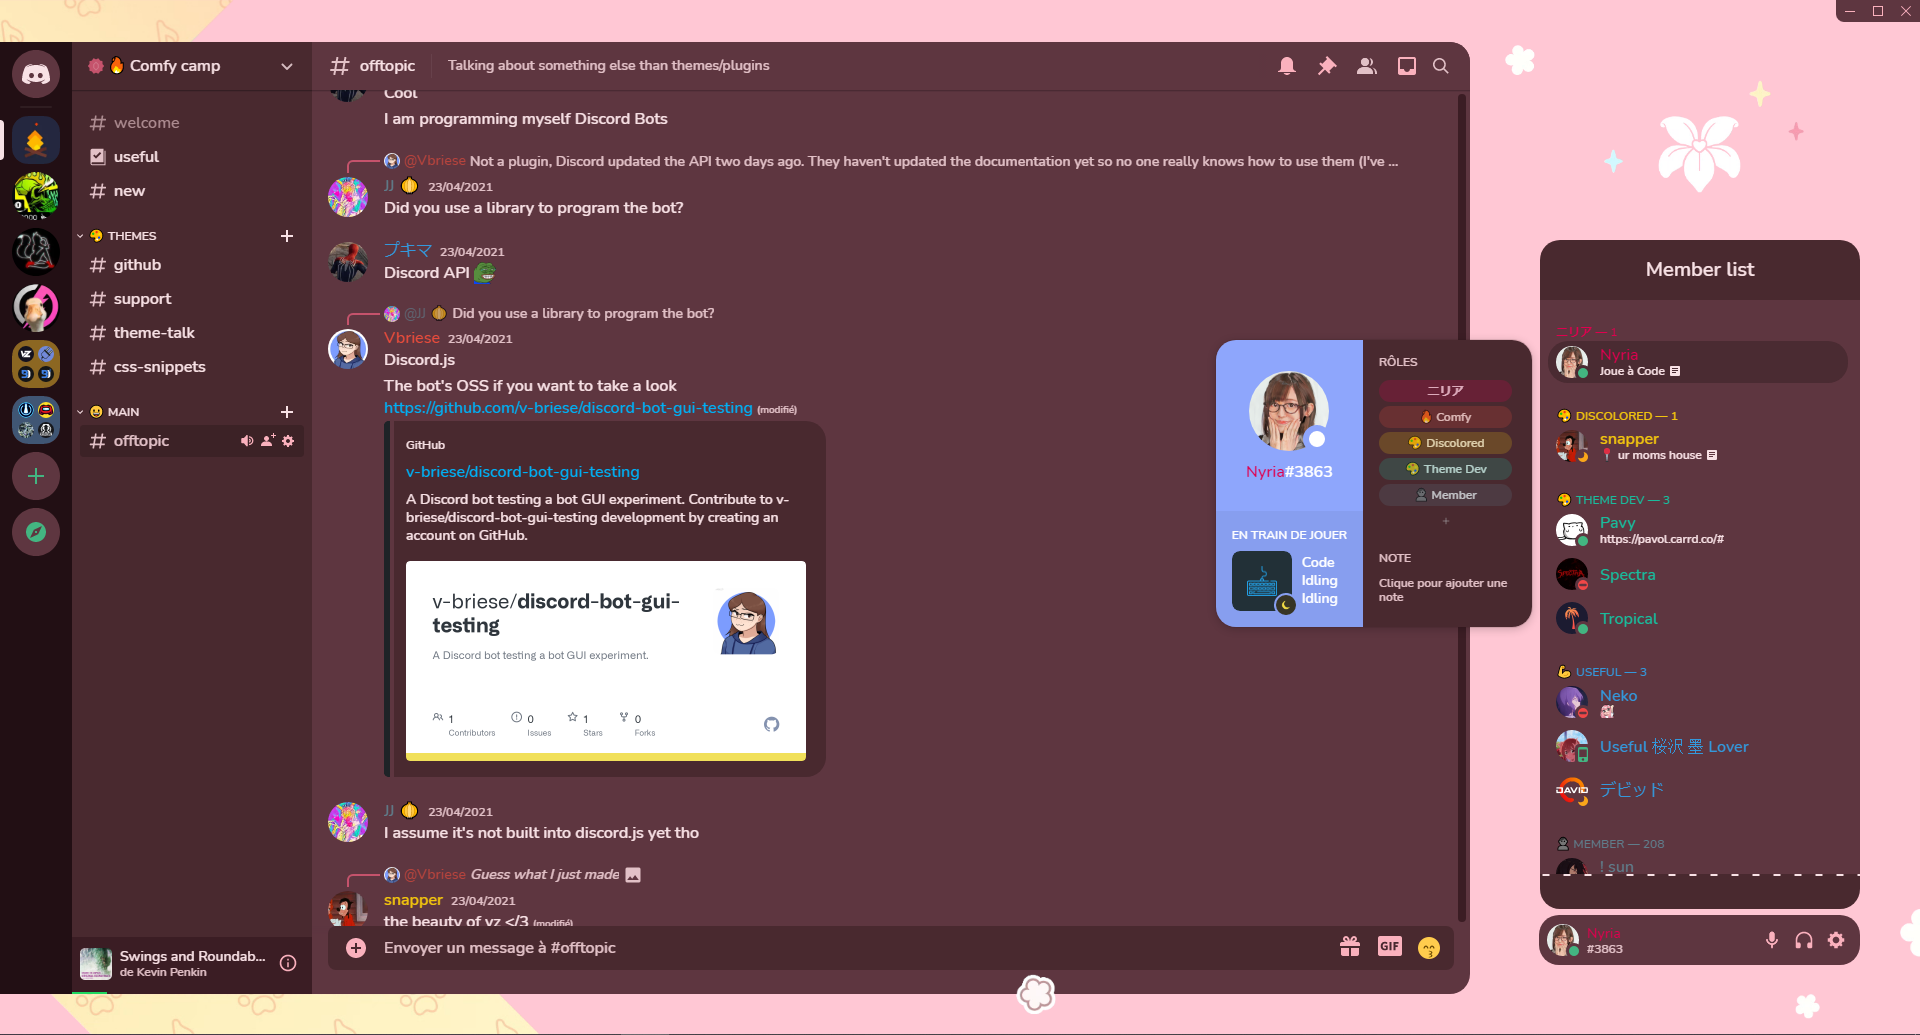 Comfy camp
welcome
useful
new
THEMES
github
support
theme-talk
css-snippets
MAIN
offtopic
Swings and Roundab...
de Kevin Penkin
offtopic
Talking about something else than themes/plugins
Cool
I am programming myself Discord Bots
@Vbriese Not a plugin, Discord updated the API two days ago. They haven't updated the documentation yet so no one really knows how to use them (I've ...
JJ 23/04/2021
Did you use a library to program the bot?
プキマ 23/04/2021
Discord API
@JJ Did you use a library to program the bot?
Vbriese 23/04/2021
Discord.js
The bot's OSS if you want to take a look
https://github.com/v-briese/discord-bot-gui-testing (modifié)
GitHub
v-briese/discord-bot-gui-testing
A Discord bot testing a bot GUI experiment. Contribute to v-
briese/discord-bot-gui-testing development by creating an
account on GitHub.
v-briese/discord-bot-gui-
testing
A Discord bot testing a bot GUI experiment.
1
Contributors
0
Issues
1
Stars
0
Forks
JJ 23/04/2021
I assume it's not built into discord.js yet tho
@Vbriese Guess what I just made
snapper 23/04/2021
the beauty of vz </3 (modifié)
Envoyer un message à #offtopic
GIF
Nyria#3863
EN TRAIN DE JOUER
Code
Idling
Idling
RÔLES
ニリア
Comfy
Discolored
Theme Dev
Member
+
NOTE
Clique pour ajouter une
note
Member list
ニリア — 1
Nyria
Joue à Code
DISCOLORED — 1
snapper
ur moms house
THEME DEV — 3
Pavy
https://pavol.carrd.co/#
Spectra
Tropical
USEFUL — 3
Neko
Useful 桜沢 墨 Lover
DAVID
デビッド
MEMBER — 208
! sun
Nyria
#3863